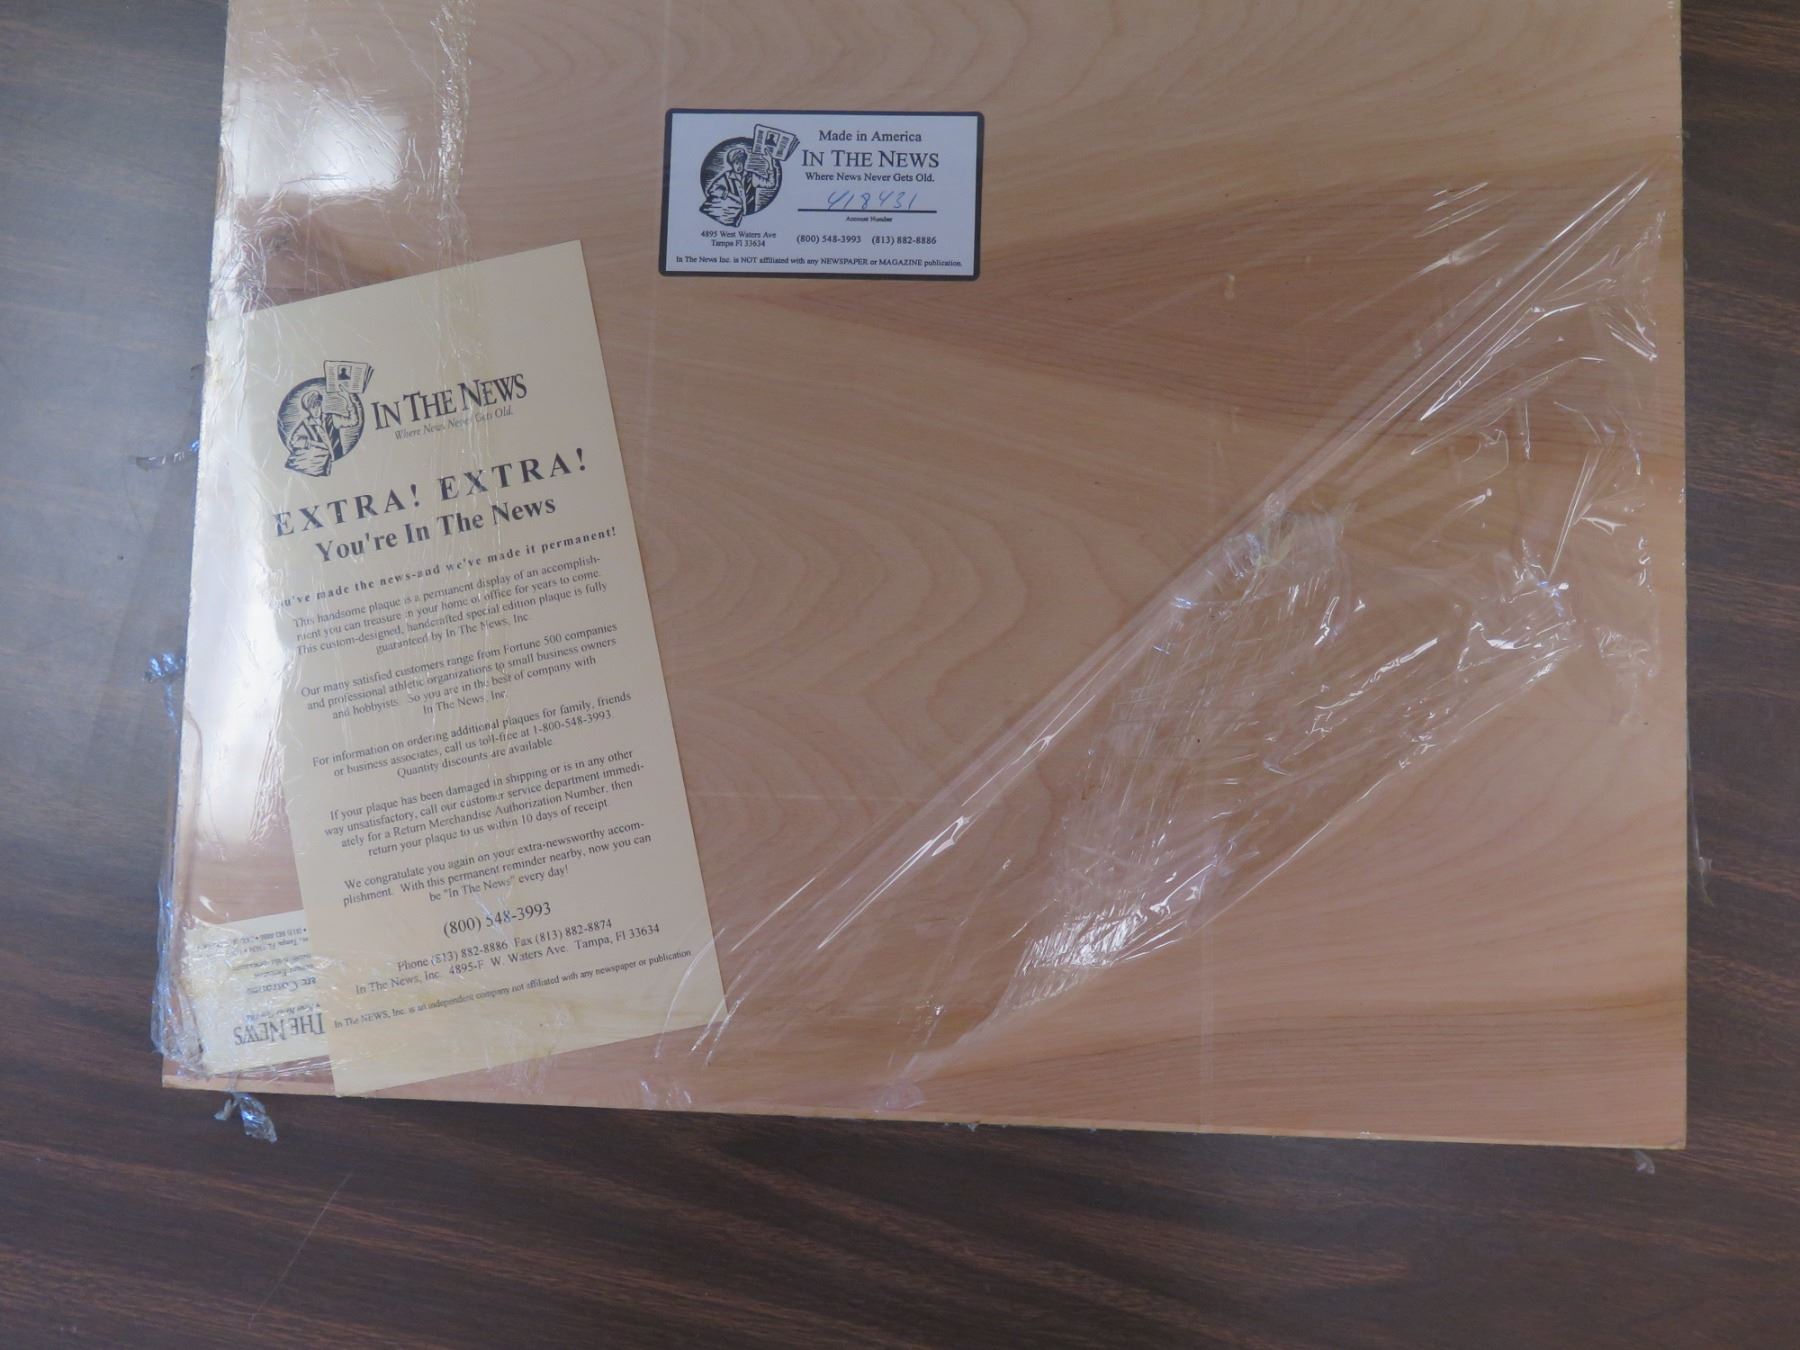 Made in America
IN THE NEWS
Where News Never Gets Old.
418431
Account Number
4895 West Waters Ave
Tampa Fl 33634
(800) 548-3993 (813) 882-8886
In The News Inc. is NOT affiliated with any NEWSPAPER or MAGAZINE publication.
IN THE NEWS
Where News Never Gets Old.
EXTRA! EXTRA!
You're In The News
You've made the news-and we've made it permanent!
This handsome plaque is a permanent display of an accomplish-
ment you can treasure in your home or office for years to come.
This custom-designed, handcrafted special edition plaque is fully
guaranteed by In The News, Inc.
Our many satisfied customers range from Fortune 500 companies
and professional athletic organizations to small business owners
and hobbyists. So you are in the best of company with
In The News, Inc.
For information on ordering additional plaques for family, friends
or business associates, call us toll-free at 1-800-548-3993.
Quantity discounts are available.
If your plaque has been damaged in shipping or is in any other
way unsatisfactory, call our customer service department immedi-
ately for a Return Merchandise Authorization Number, then
return your plaque to us within 10 days of receipt.
We congratulate you again on your extra-newsworthy accom-
plishment. With this permanent reminder nearby, now you can
be "In The News" every day!
(800) 548-3993
Phone (813) 882-8886 Fax (813) 882-8874
In The News, Inc. 4895-F W. Waters Ave. Tampa, Fl 33634
In The NEWS, Inc. is an independent company not affiliated with any newspaper or publication.
THE NEWS